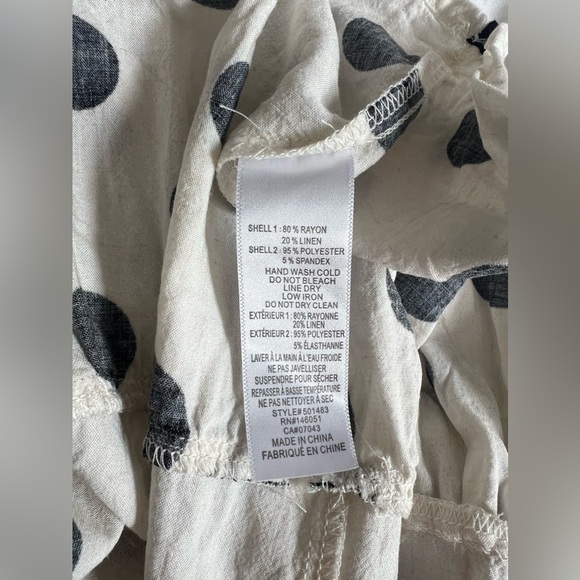 SHELL 1 : 80 % RAYON
20 % LINEN
SHELL 2 : 95 % POLYESTER
5 % SPANDEX
HAND WASH COLD
DO NOT BLEACH
LINE DRY
LOW IRON
DO NOT DRY CLEAN
EXTÉRIEUR 1 : 80% RAYONNE
20% LINEN
EXTÉRIEUR 2 : 95% POLYESTER
5% ÉLASTHANNE
LAVER À LA MAIN À L'EAU FROIDE
NE PAS JAVELLISER
SUSPENDRE POUR SÉCHER
REPASSER À BASSE TEMPÉRATURE
NE PAS NETTOYER À SEC
STYLE# 501483
RN#146051
CA#07043
MADE IN CHINA
FABRIQUÉ EN CHINE